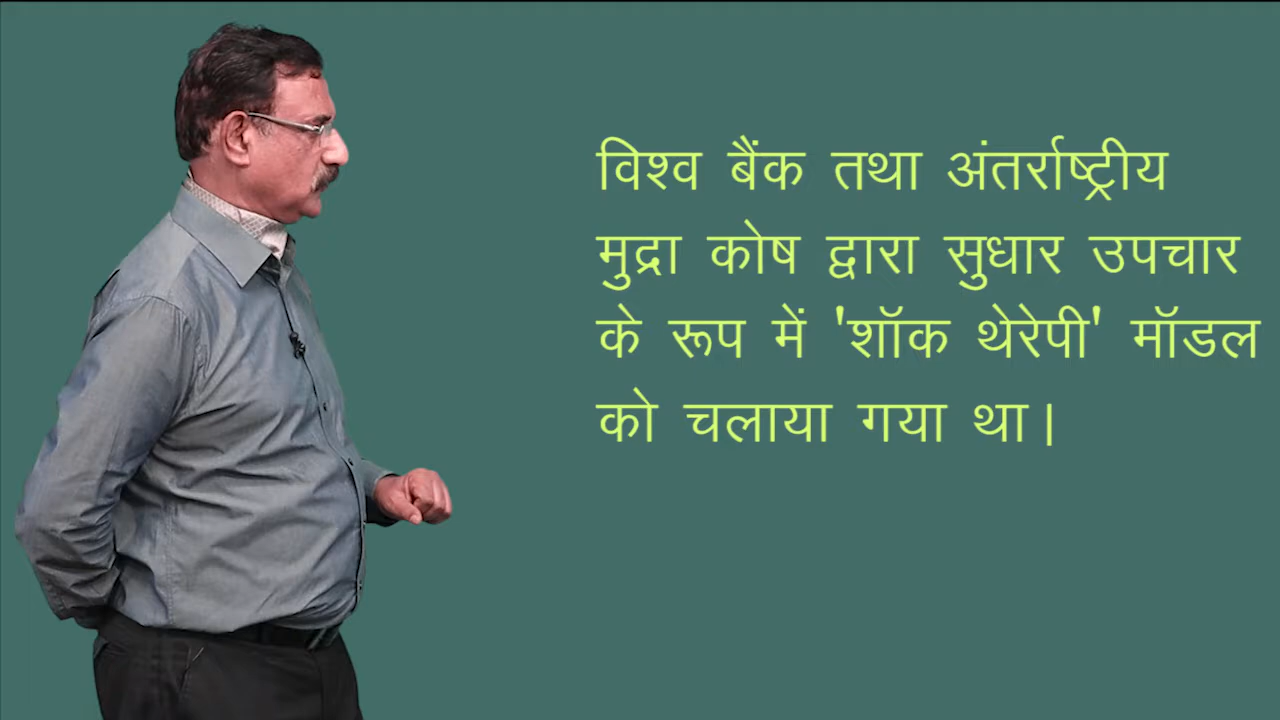 विश्व बैंक तथा अंतर्राष्ट्रीय
मुद्रा कोष द्वारा सुधार उपचार
के रूप में 'शॉक थेरेपी' मॉडल
को चलाया गया था।